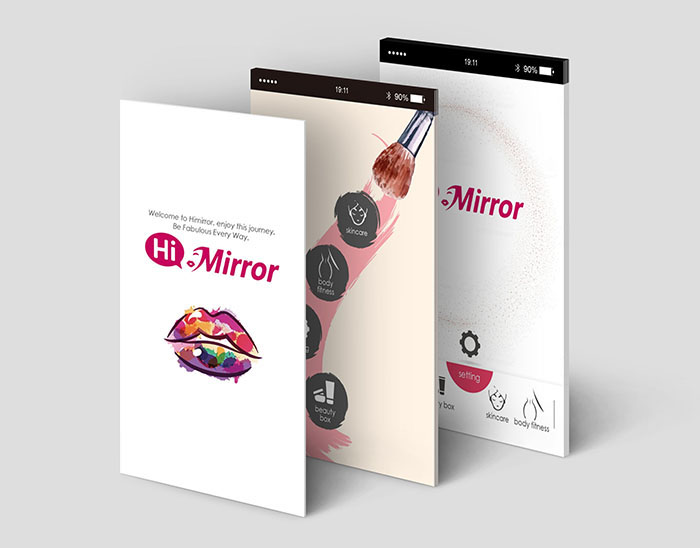 Welcome to Himirror, enjoy this journey.
Be Fabulous Every Way.
Hi Mirror
19:11
90%
skincare
body
fitness
beauty
box
19:11
90%
Mirror
setting
box
skincare
body fitness